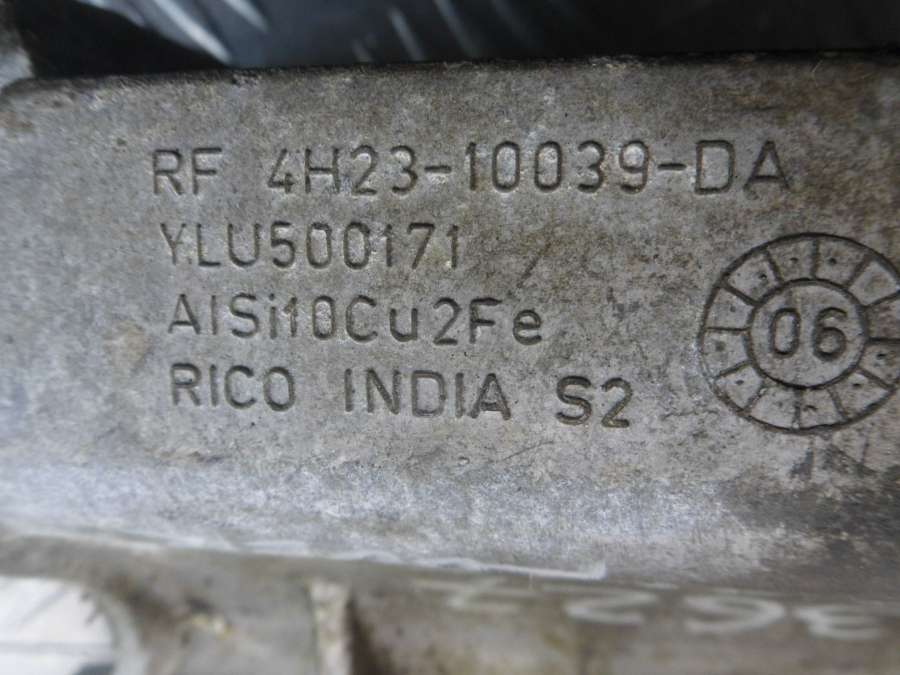 RF 4H23-10039-DA
YLU500171
AlSi10Cu2Fe
RICO INDIA S2
06